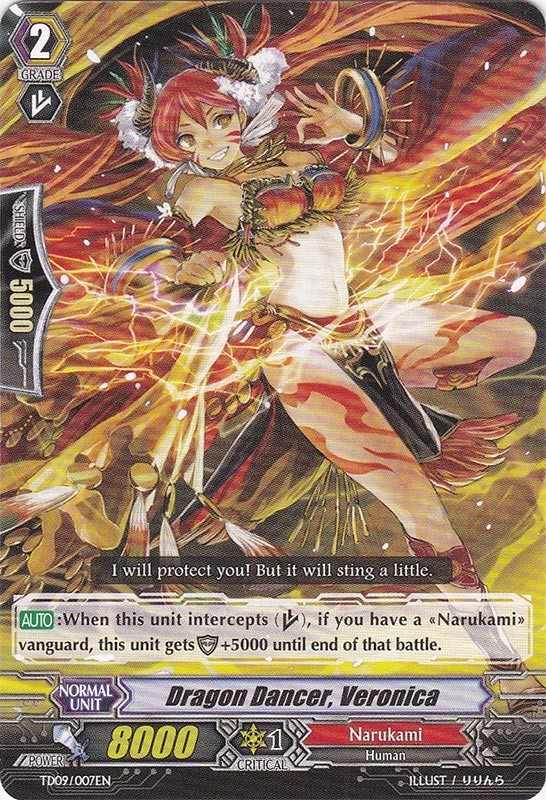 2
GRADE
SHIELD
5000
I will protect you! But it will sting a little.
AUTO:When this unit intercepts ( ), if you have a «Narukami»
vanguard, this unit gets +5000 until end of that battle.
NORMAL
UNIT
Dragon Dancer, Veronica
POWER
8000
1
CRITICAL
Narukami
Human
TD09/007EN
ILLUST / りりんら